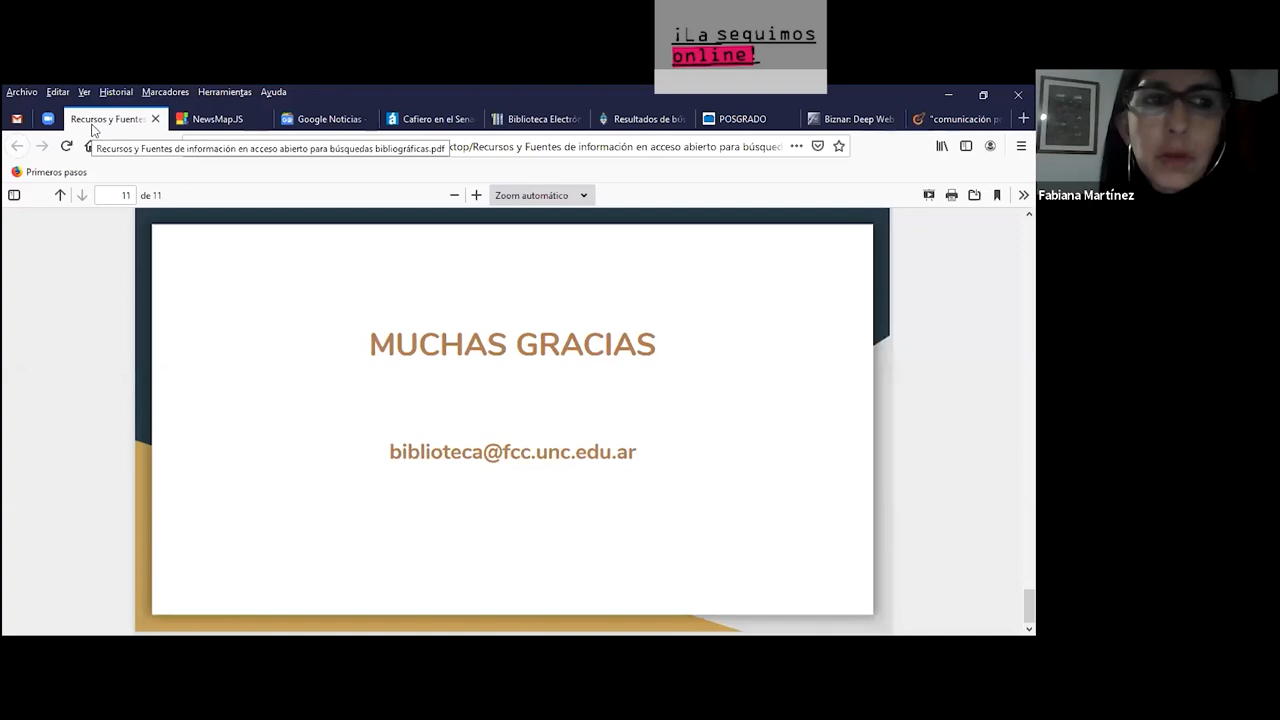 ¡La seguimos
online!
Archivo Editar Ver Historial Marcadores Herramientas Ayuda
Recursos y Fuentes NewsMapJS Google Noticias - Cafiero en el Sena Biblioteca Electrón Resultados de bús POSGRADO Biznar: Deep Web "comunicación po
Recursos y Fuentes de información en acceso abierto para búsquedas bibliográficas.pdf
ktop/Recursos y Fuentes de información en acceso abierto para búsqued
Primeros pasos
11 de 11 Zoom automático
MUCHAS GRACIAS
biblioteca@fcc.unc.edu.ar
Fabiana Martínez